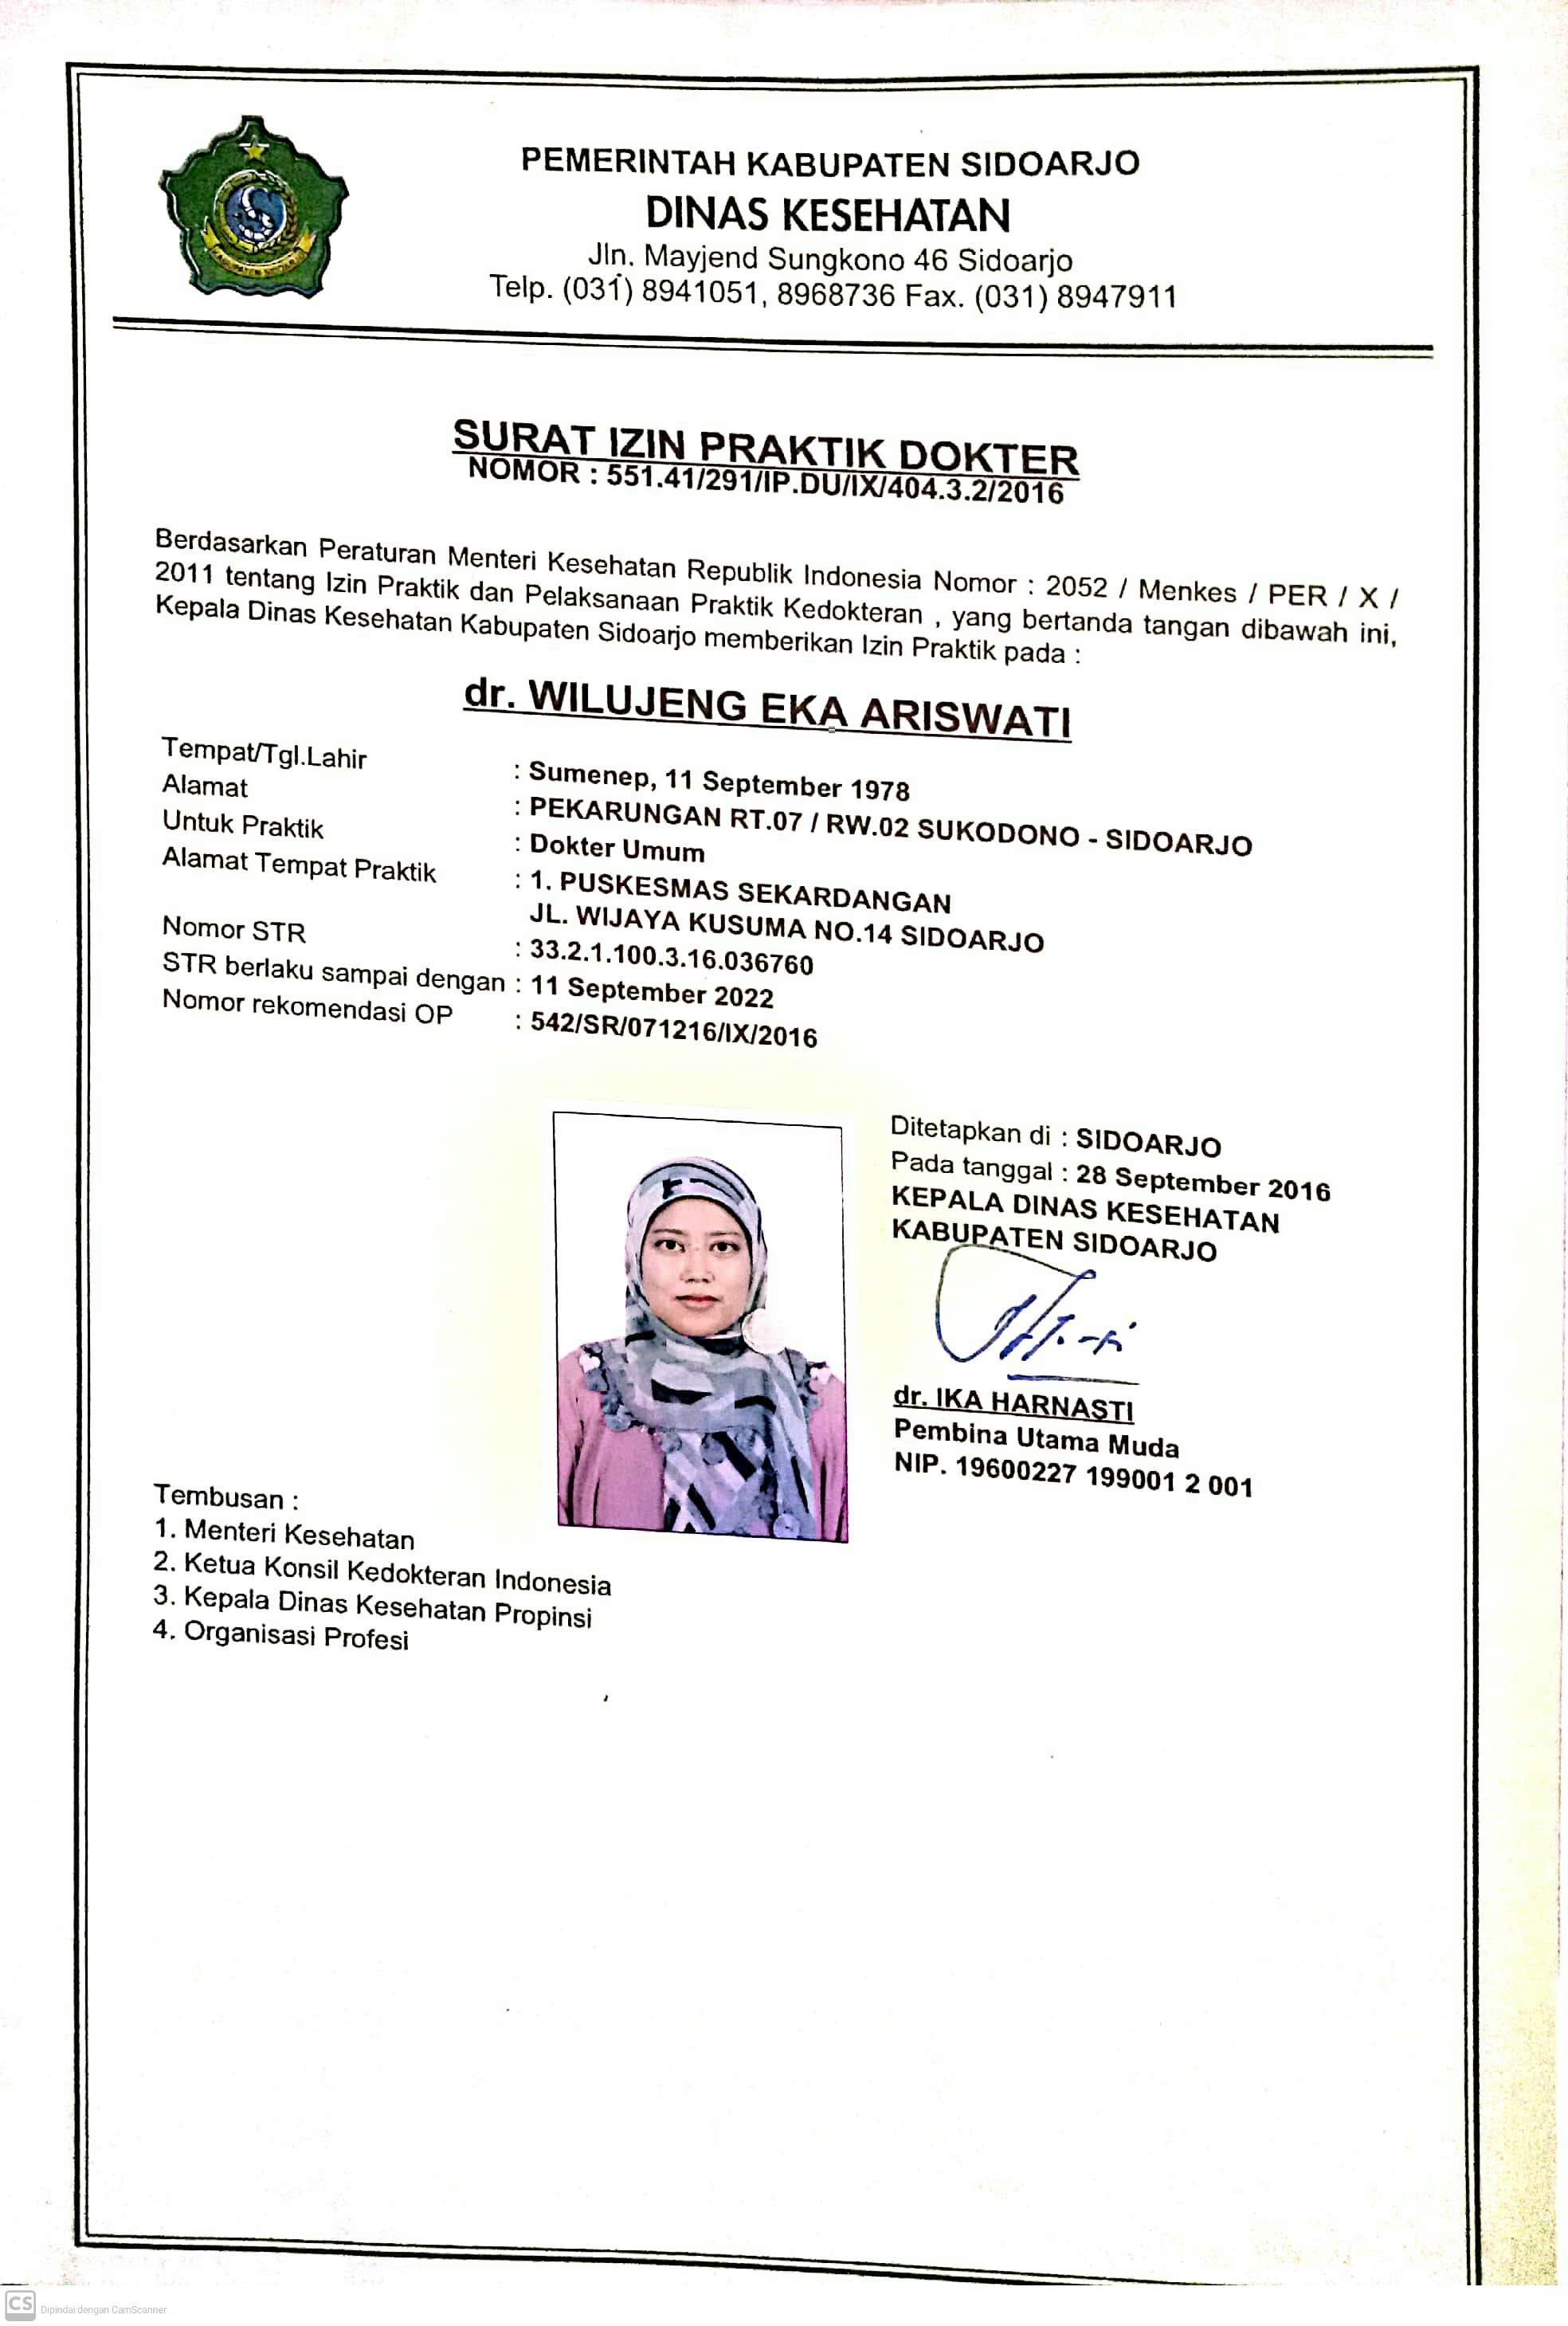 PEMERINTAH KABUPATEN SIDOARJO
DINAS KESEHATAN
Jln. Mayjend Sungkono 46 Sidoarjo
Telp. (031) 8941051, 8968736 Fax. (031) 8947911
SURAT IZIN PRAKTIK DOKTER
NOMOR : 551.41/291/IP.DU/IX/404.3.2/2016
Berdasarkan Peraturan Menteri Kesehatan Republik Indonesia Nomor : 2052 / Menkes / PER / X /
2011 tentang Izin Praktik dan Pelaksanaan Praktik Kedokteran , yang bertanda tangan dibawah ini,
Kepala Dinas Kesehatan Kabupaten Sidoarjo memberikan Izin Praktik pada :
dr. WILUJENG EKA ARISWATI
Tempat/Tgl.Lahir : Sumenep, 11 September 1978
Alamat : PEKARUNGAN RT.07 / RW.02 SUKODONO - SIDOARJO
Untuk Praktik : Dokter Umum
Alamat Tempat Praktik : 1. PUSKESMAS SEKARDANGAN
JL. WIJAYA KUSUMA NO.14 SIDOARJO
Nomor STR : 33.2.1.100.3.16.036760
STR berlaku sampai dengan : 11 September 2022
Nomor rekomendasi OP : 542/SR/071216/IX/2016
Ditetapkan di : SIDOARJO
Pada tanggal : 28 September 2016
KEPALA DINAS KESEHATAN
KABUPATEN SIDOARJO
dr. IKA HARNASTI
Pembina Utama Muda
NIP. 19600227 199001 2 001
Tembusan :
1. Menteri Kesehatan
2. Ketua Konsil Kedokteran Indonesia
3. Kepala Dinas Kesehatan Propinsi
4. Organisasi Profesi
CS Dipindai dengan CamScanner